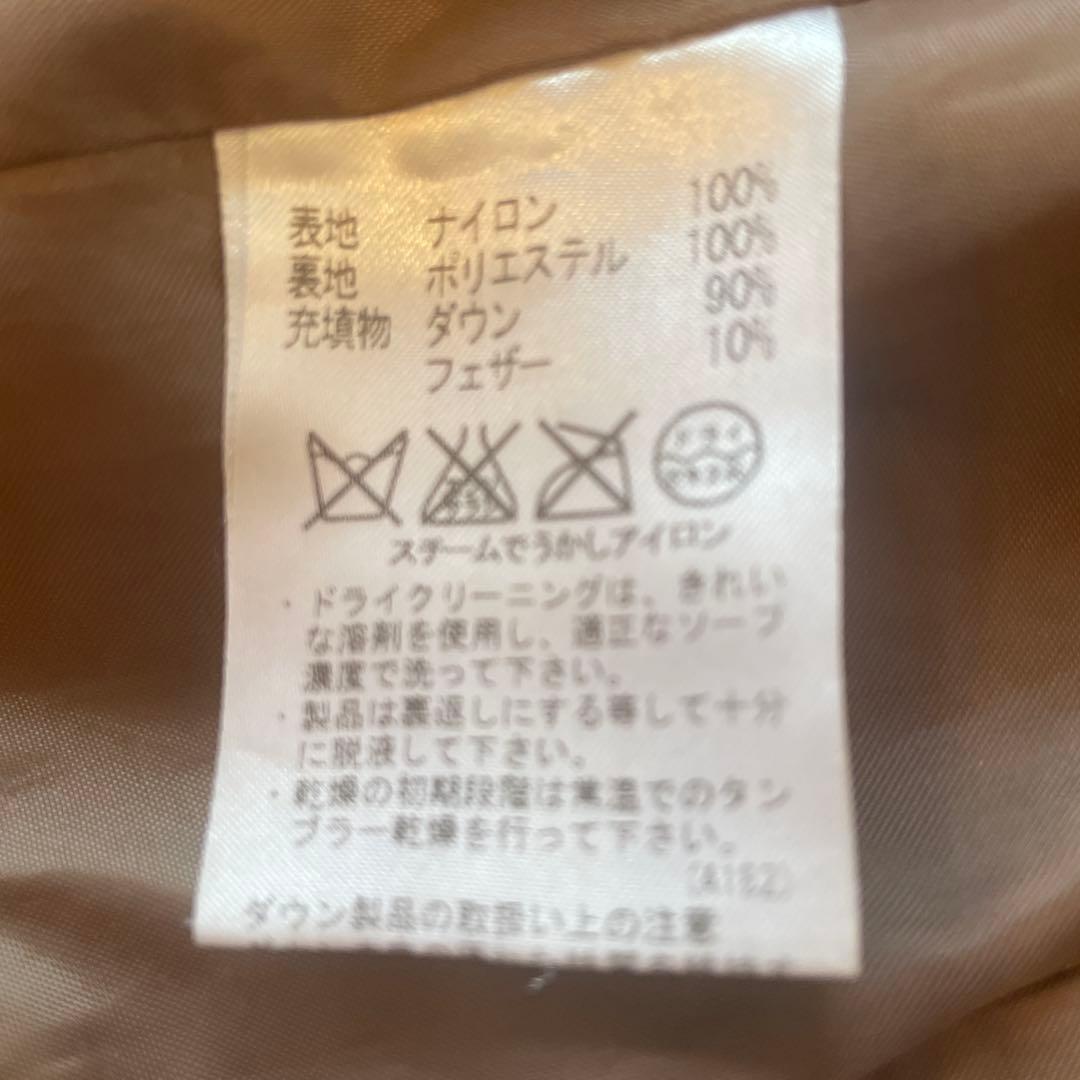 表地 ナイロン 100%
裏地 ポリエステル 100%
充填物 ダウン 90%
フェザー 10%
ドライ
スチームでうかしアイロン
・ドライクリーニングは、きれい
な溶剤を使用し、適正なソープ
濃度で洗って下さい。
・製品は裏返しにする等して十分
に脱液して下さい。
・乾燥の初期段階は常温でのタン
ブラー乾燥を行って下さい。
(A162)
ダウン製品の取扱い上の注意